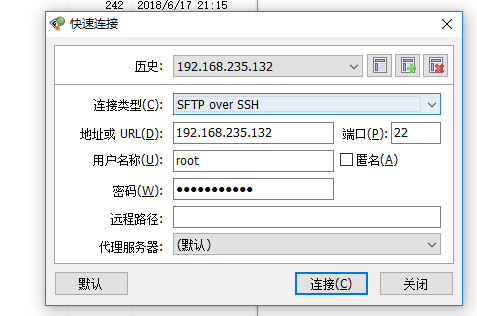 242 2018/6/17 21:15
快速连接
历史: 192.168.235.132
连接类型(C): SFTP over SSH
地址或 URL(D): 192.168.235.132 端口(P): 22
用户名称(U): root 匿名(A)
密码(W): ●●●●●●●●●●●
远程路径:
代理服务器: (默认)
默认 连接(C) 关闭